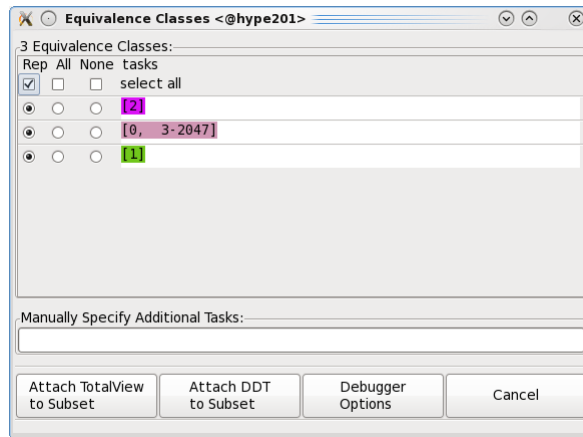 Equivalence Classes <@hype201>
3 Equivalence Classes:
Rep All None tasks
select all
[2]
[0, 3-2047]
[1]
Manually Specify Additional Tasks:
Attach TotalView to Subset
Attach DDT to Subset
Debugger Options
Cancel